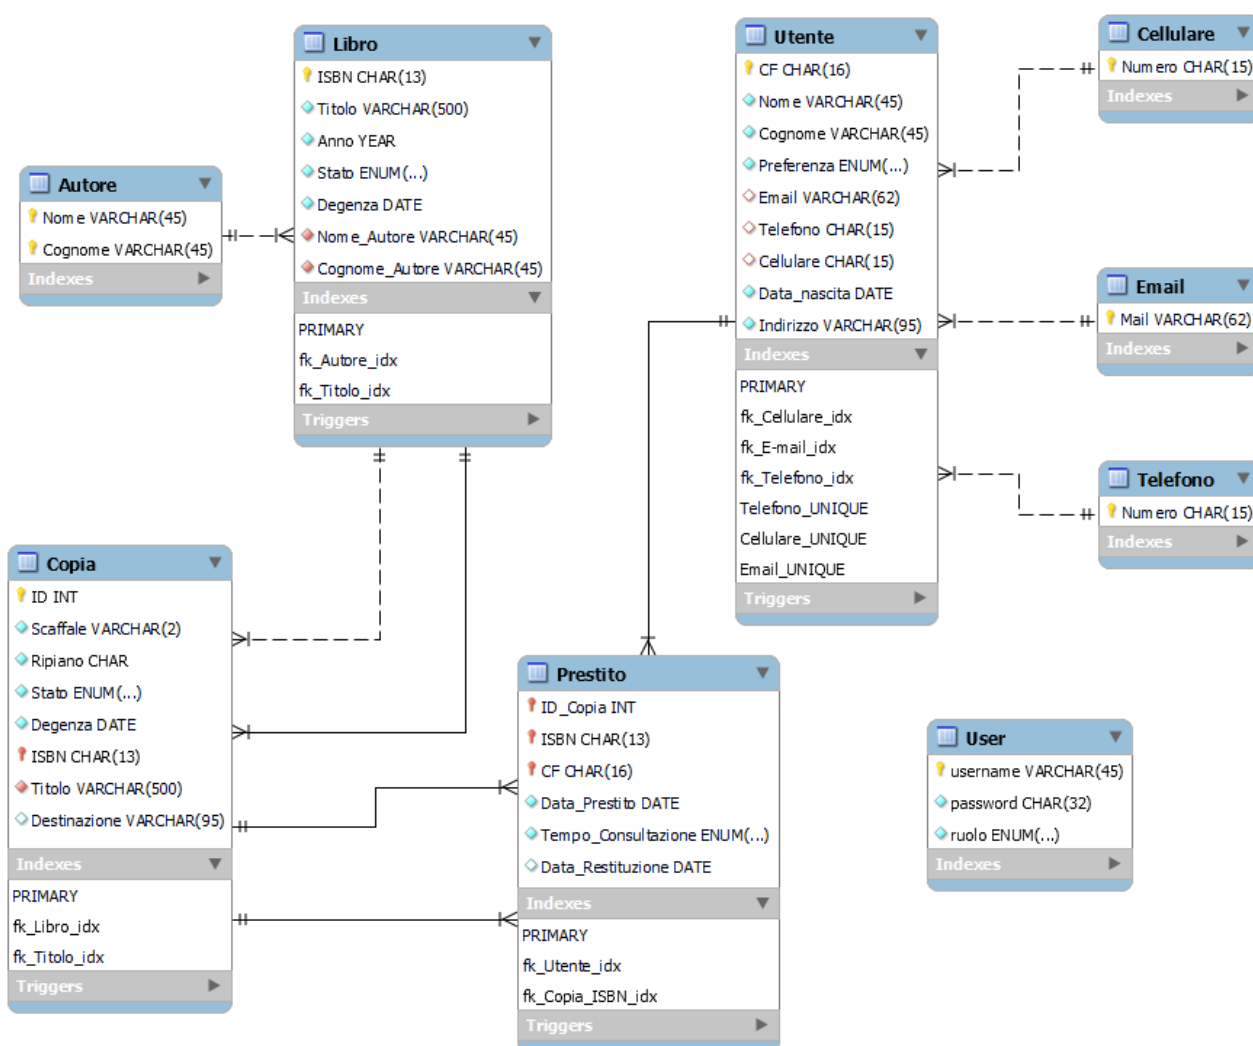 Autore
Nome VARCHAR(45)
Cognome VARCHAR(45)
Indexes
Libro
ISBN CHAR(13)
Titolo VARCHAR(500)
Anno YEAR
Stato ENUM(...)
Degenza DATE
Nome_Autore VARCHAR(45)
Cognome_Autore VARCHAR(45)
Indexes
PRIMARY
fk_Autore_idx
fk_Titolo_idx
Triggers
Utente
CF CHAR(16)
Nome VARCHAR(45)
Cognome VARCHAR(45)
Preferenza ENUM(...)
Email VARCHAR(62)
Telefono CHAR(15)
Cellulare CHAR(15)
Data_nascita DATE
Indirizzo VARCHAR(95)
Indexes
PRIMARY
fk_Cellulare_idx
fk_E-mail_idx
fk_Telefono_idx
Telefono_UNIQUE
Cellulare_UNIQUE
Email_UNIQUE
Triggers
Cellulare
Numero CHAR(15)
Indexes
Email
Mail VARCHAR(62)
Indexes
Telefono
Numero CHAR(15)
Indexes
Copia
ID INT
Scaffale VARCHAR(2)
Ripiano CHAR
Stato ENUM(...)
Degenza DATE
ISBN CHAR(13)
Titolo VARCHAR(500)
Destinazione VARCHAR(95)
Indexes
PRIMARY
fk_Libro_idx
fk_Titolo_idx
Triggers
Prestito
ID_Copia INT
ISBN CHAR(13)
CF CHAR(16)
Data_Prestito DATE
Tempo_Consultazione ENUM(...)
Data_Restituzione DATE
Indexes
PRIMARY
fk_Utente_idx
fk_Copia_ISBN_idx
Triggers
User
username VARCHAR(45)
password CHAR(32)
ruolo ENUM(...)
Indexes